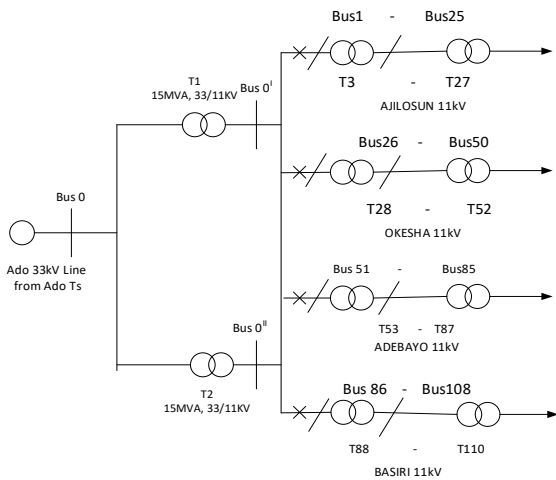 Bus 0
Ado 33kV Line
from Ado Ts
T1
15MVA, 33/11KV
Bus 0ᴵ
T2
15MVA, 33/11KV
Bus 0ᴵᴵ
Bus1 - Bus25
T3 - T27
AJILOSUN 11kV
Bus26 - Bus50
T28 - T52
OKESHA 11kV
Bus 51 - Bus85
T53 - T87
ADEBAYO 11kV
Bus 86 - Bus108
T88 - T110
BASIRI 11kV